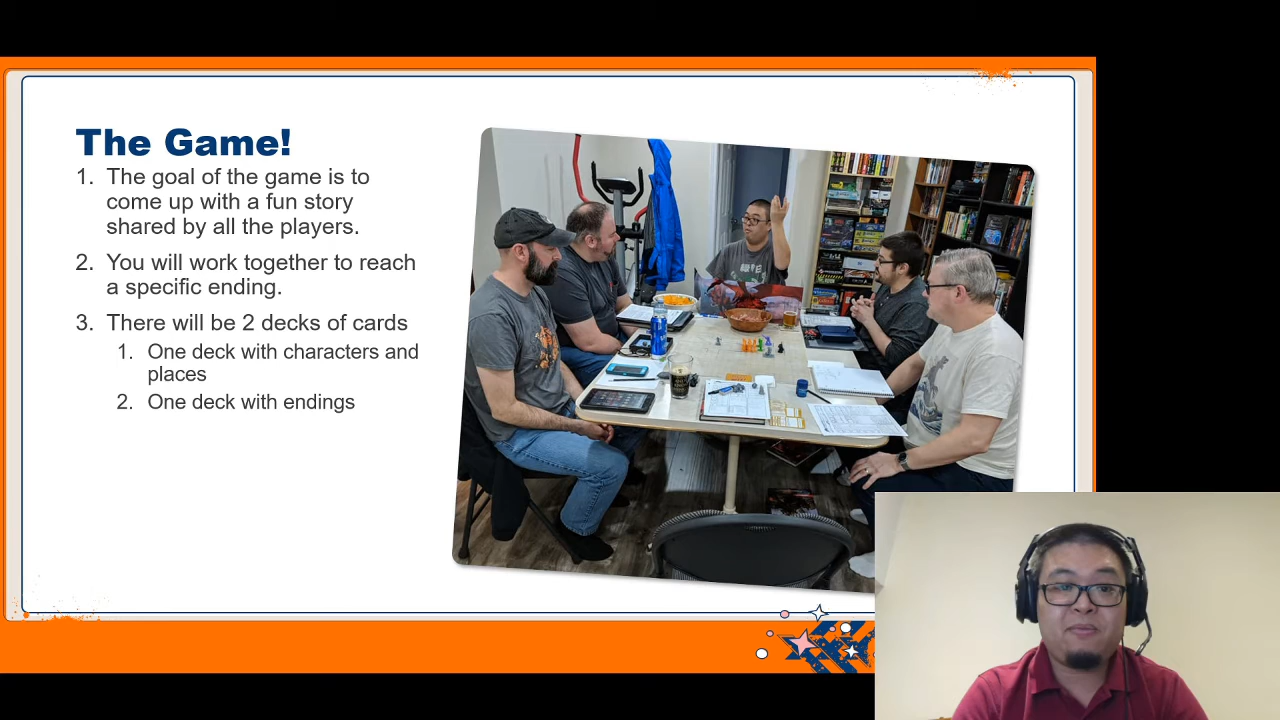 The Game!
1. The goal of the game is to
come up with a fun story
shared by all the players.
2. You will work together to reach
a specific ending.
3. There will be 2 decks of cards
1. One deck with characters and
places
2. One deck with endings